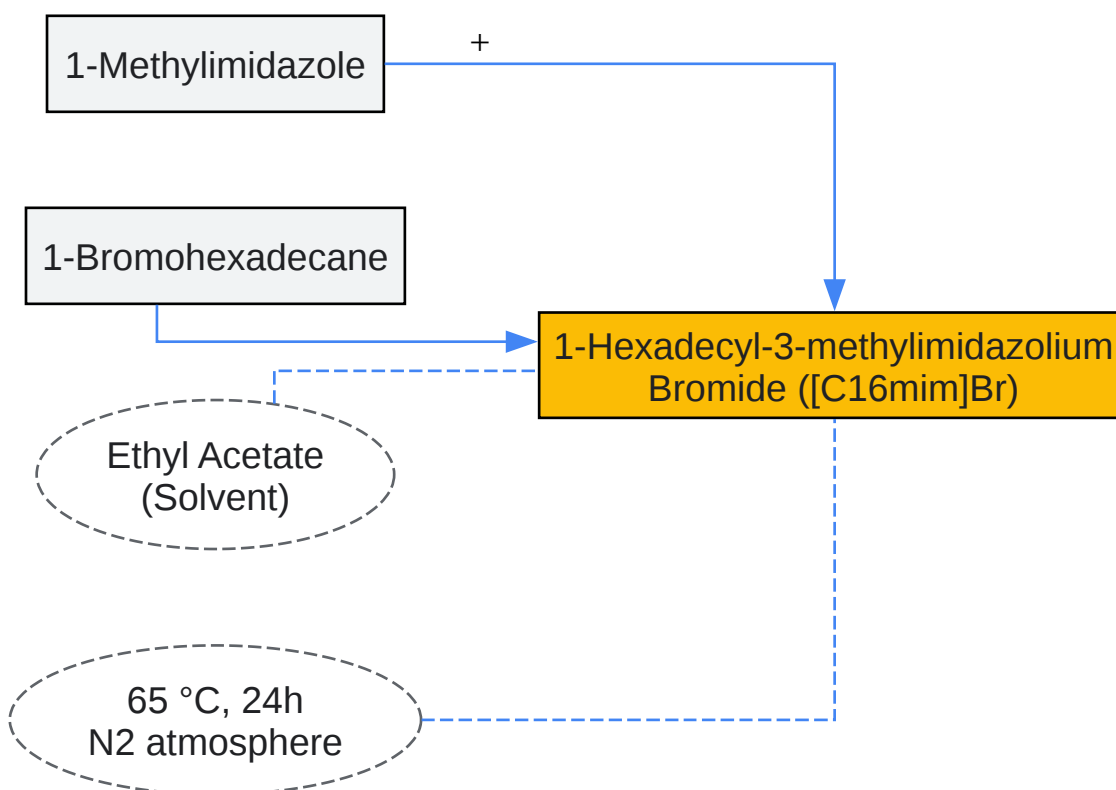 +
1-Methylimidazole
1-Bromohexadecane
1-Hexadecyl-3-methylimidazolium
Bromide ([C16mim]Br)
Ethyl Acetate
(Solvent)
65 °C, 24h
N2 atmosphere